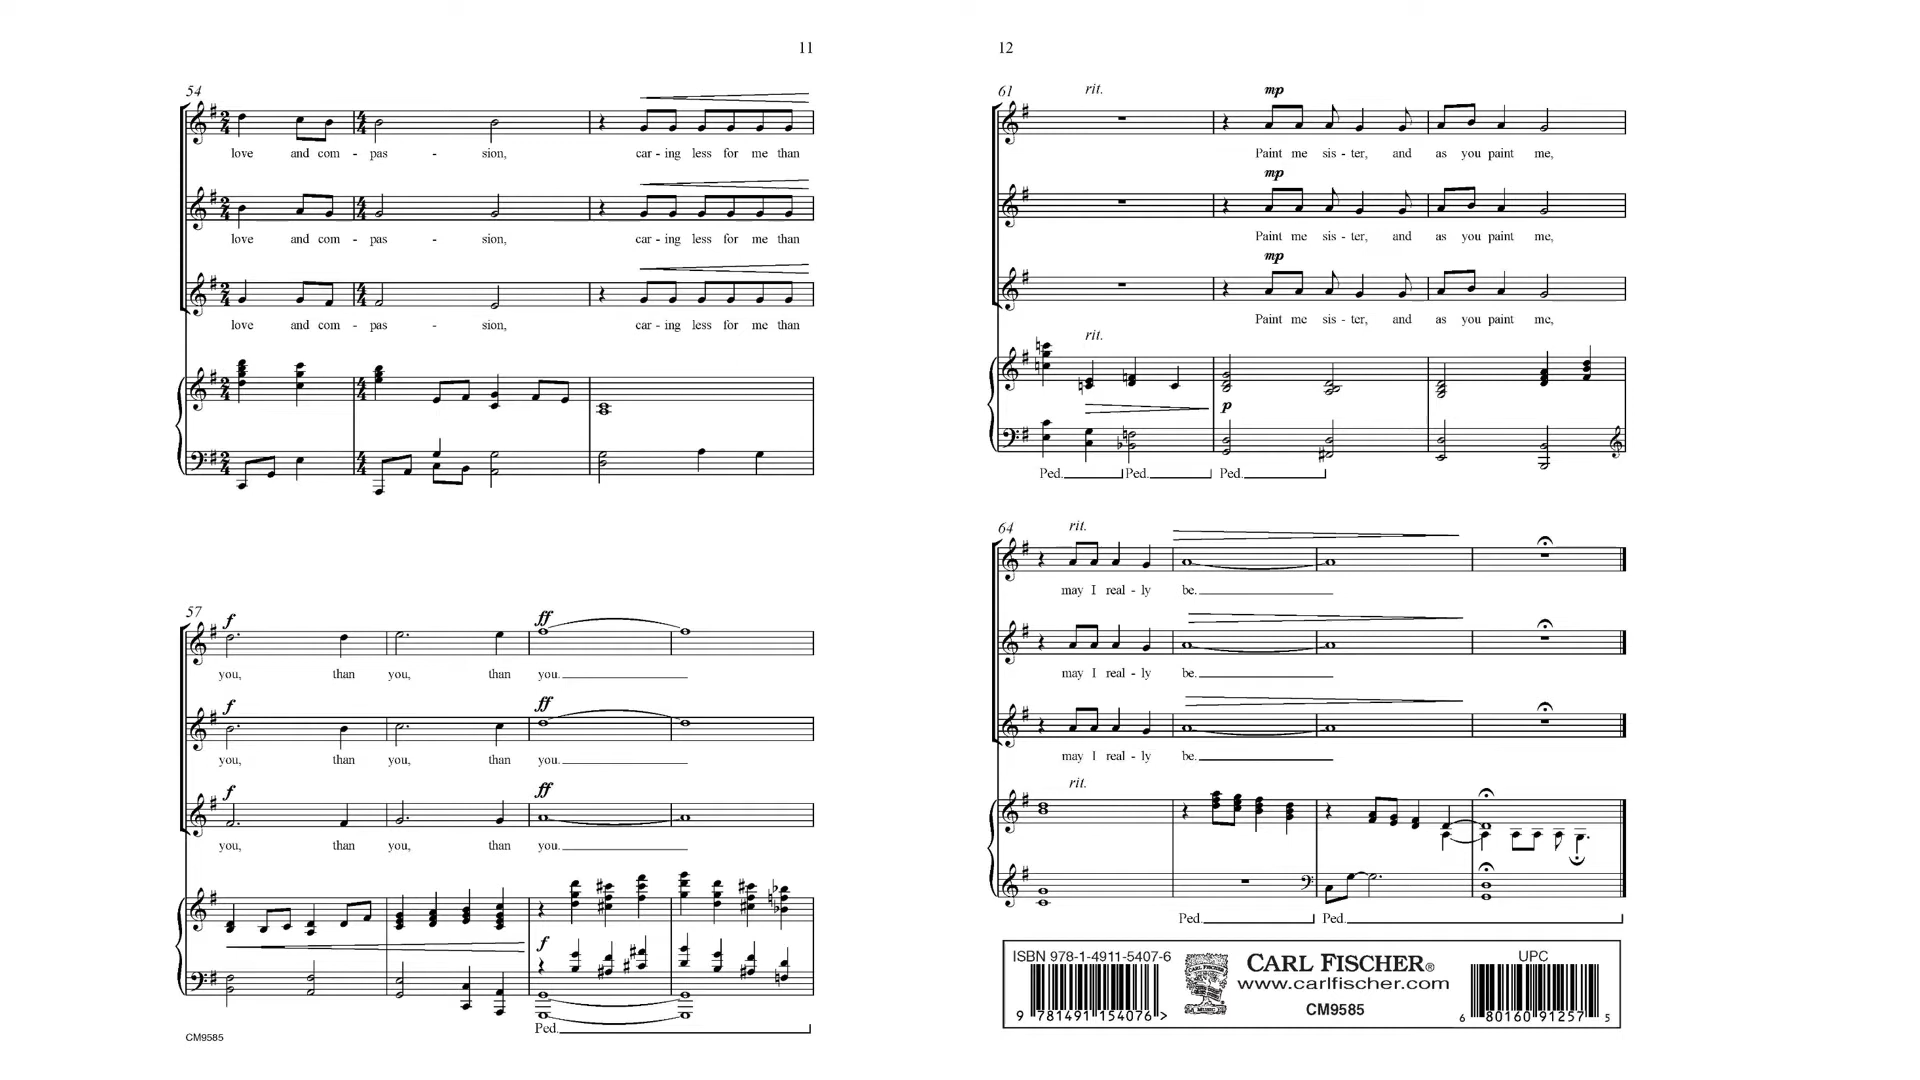 11
54
love and com - pas - sion, car - ing less for me than
love and com - pas - sion, car - ing less for me than
love and com - pas - sion, car - ing less for me than
57
f ff
you, than you, than you.
f ff
you, than you, than you.
f ff
you, than you, than you.
f
Ped.
CM9585
12
61 rit. mp
Paint me sis - ter, and as you paint me,
mp
Paint me sis - ter, and as you paint me,
mp
Paint me sis - ter, and as you paint me,
rit.
p
Ped. Ped. Ped.
64 rit.
may I real - ly be.
may I real - ly be.
may I real - ly be.
rit.
Ped. Ped.
ISBN 978-1-4911-5407-6
9 781491 154076 >
CARL FISCHER
CARL FISCHER®
www.carlfischer.com
CM9585
UPC
6 80160 91257 5